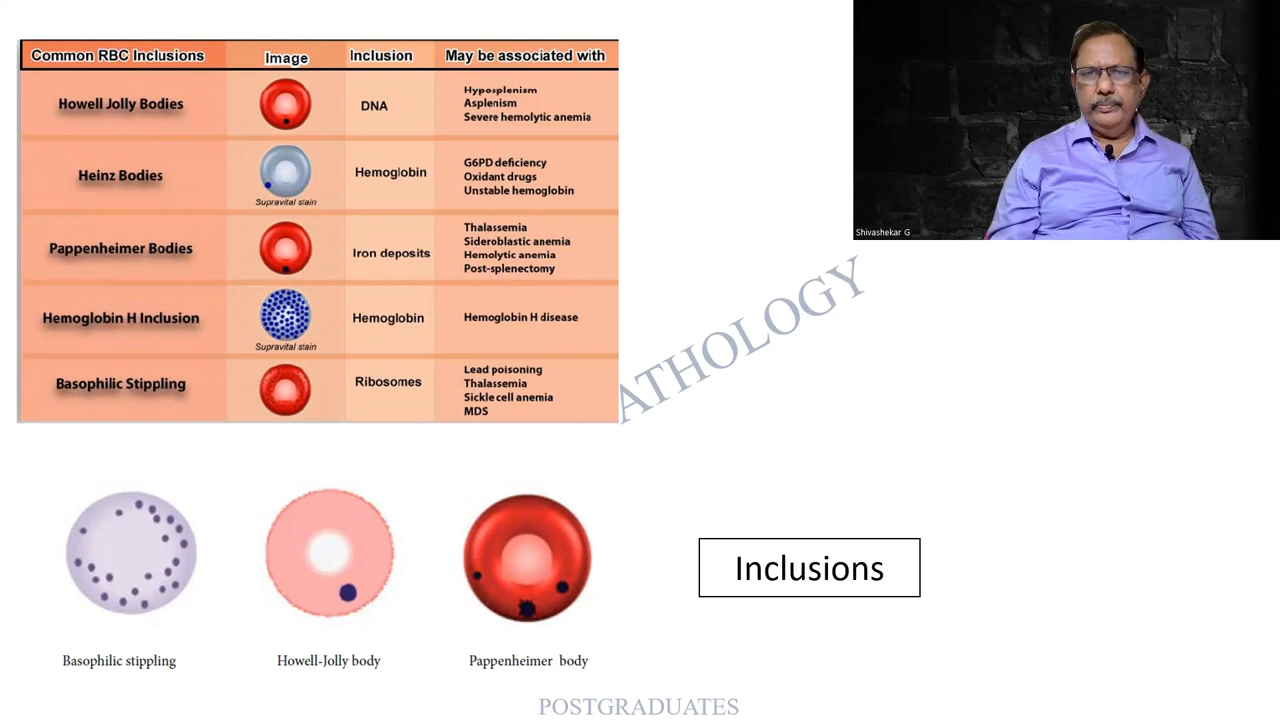 Common RBC Inclusions Image Inclusion May be associated with
Howell Jolly Bodies DNA
Hyposplenism
Asplenism
Severe hemolytic anemia
Heinz Bodies Hemoglobin
G6PD deficiency
Oxidant drugs
Unstable hemoglobin
Supravital stain
Pappenheimer Bodies Iron deposits
Thalassemia
Sideroblastic anemia
Hemolytic anemia
Post-splenectomy
Hemoglobin H Inclusion Hemoglobin Hemoglobin H disease
Supravital stain
Basophilic Stippling Ribosomes
Lead poisoning
Thalassemia
Sickle cell anemia
MDS
Shivashekar G
ATHOLOGY
Inclusions
Basophilic stippling Howell-Jolly body Pappenheimer body
POSTGRADUATES